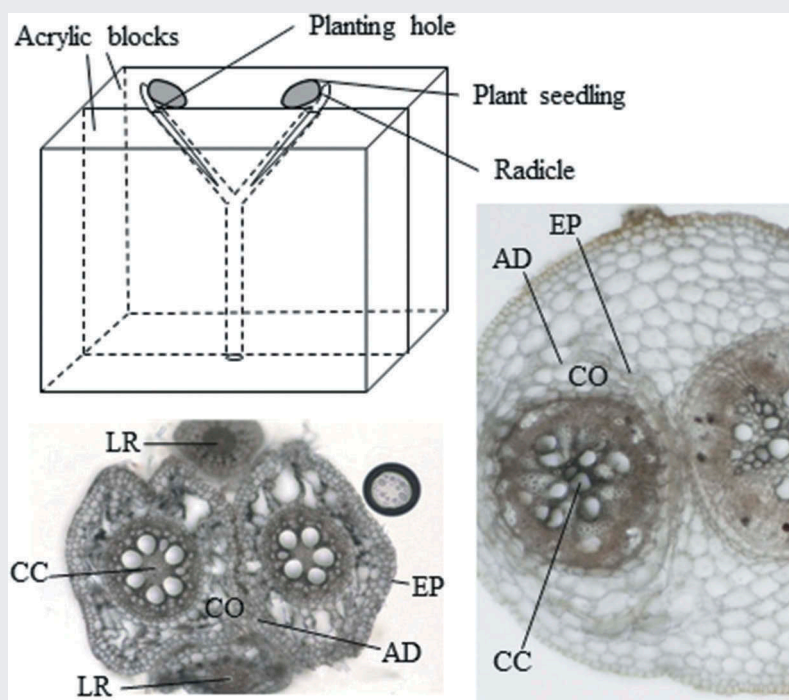 Planting hole
Acrylic blocks
Plant seedling
Radicle
EP
AD
CO
CC
LR
CC
CO
EP
AD
LR